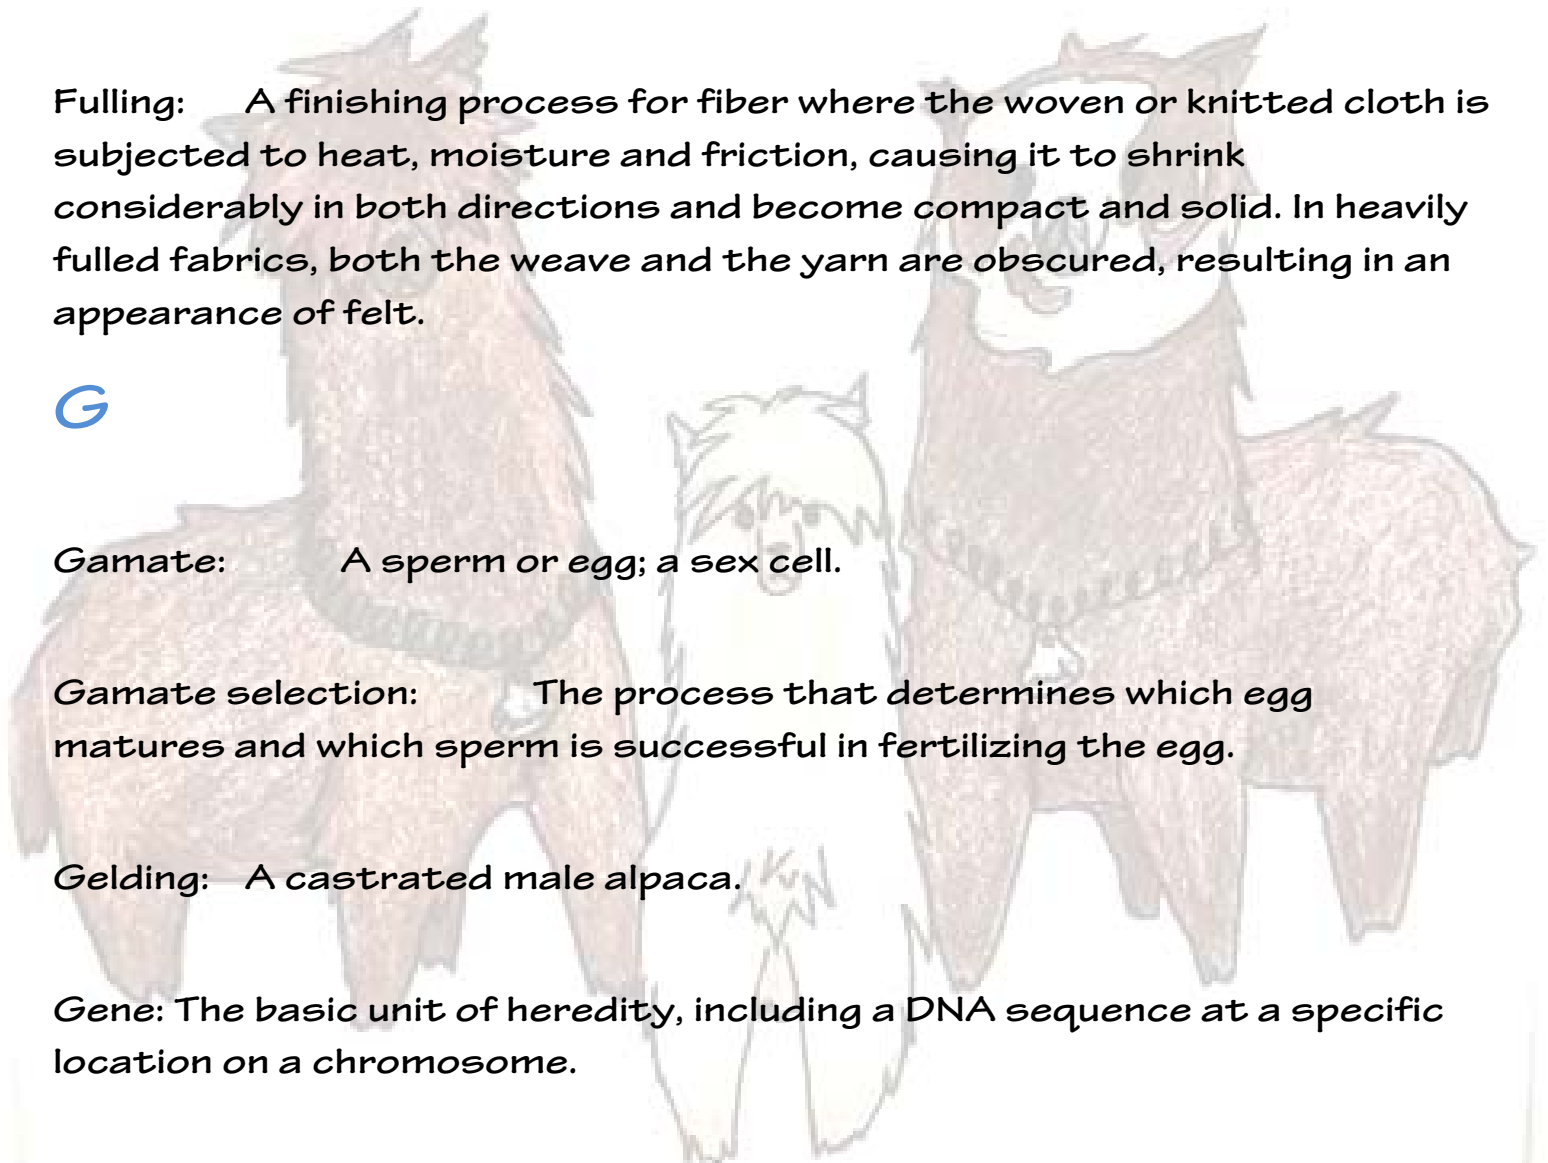 Fulling: A finishing process for fiber where the woven or knitted cloth is
subjected to heat, moisture and friction, causing it to shrink
considerably in both directions and become compact and solid. In heavily
fulled fabrics, both the weave and the yarn are obscured, resulting in an
appearance of felt.
G
Gamate: A sperm or egg; a sex cell.
Gamate selection: The process that determines which egg
matures and which sperm is successful in fertilizing the egg.
Gelding: A castrated male alpaca.
Gene: The basic unit of heredity, including a DNA sequence at a specific
location on a chromosome.